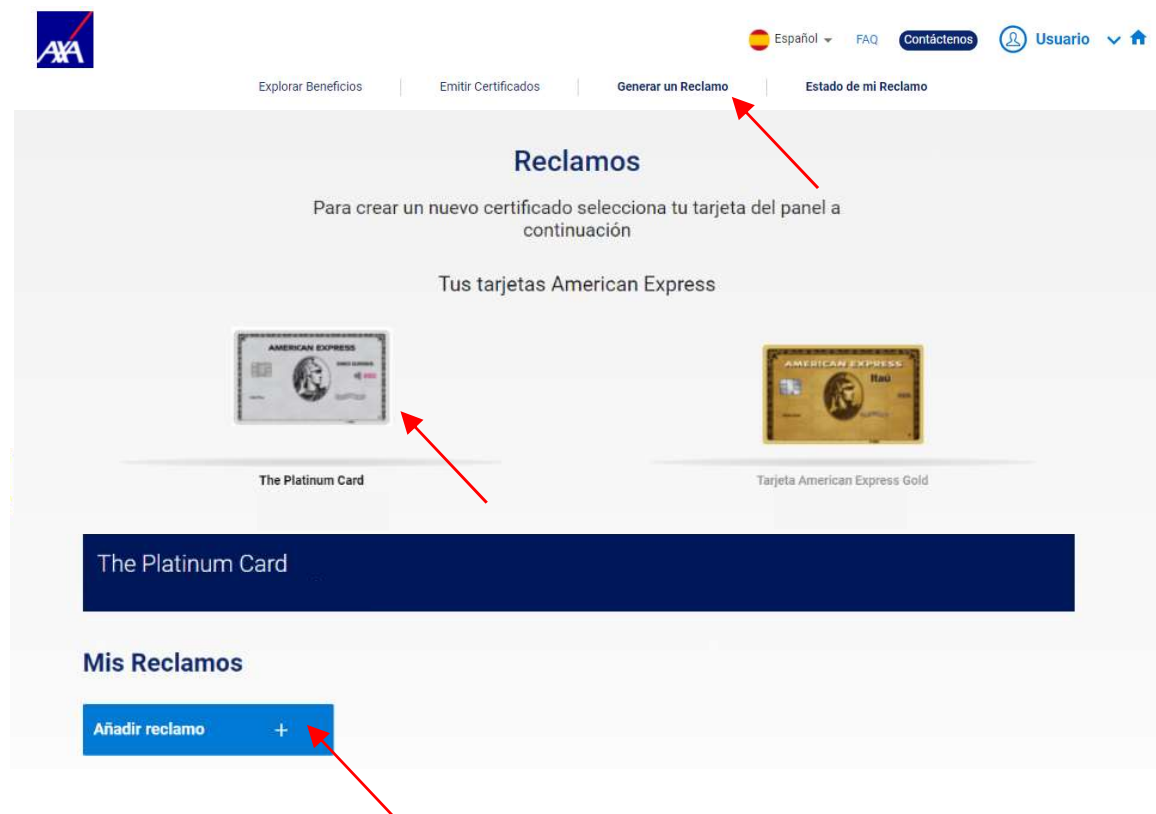 AXA
Español
FAQ
Contáctenos
Usuario
Explorar Beneficios
Emitir Certificados
Generar un Reclamo
Estado de mi Reclamo
Reclamos
Para crear un nuevo certificado selecciona tu tarjeta del panel a
continuación
Tus tarjetas American Express
AMERICAN EXPRESS
AMERICAN EXPRESS
Itaú
The Platinum Card
Tarjeta American Express Gold
The Platinum Card
Mis Reclamos
Añadir reclamo +